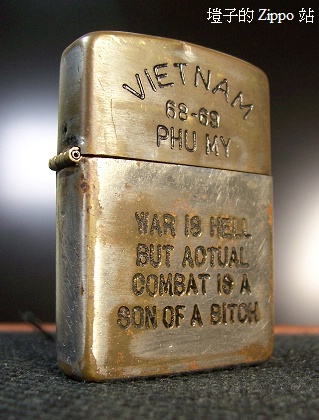 壇子的 Zippo 站
VIETNAM
68-69
PHU MY
WAR IS HELL
BUT ACTUAL
COMBAT IS A
SON OF A BITCH